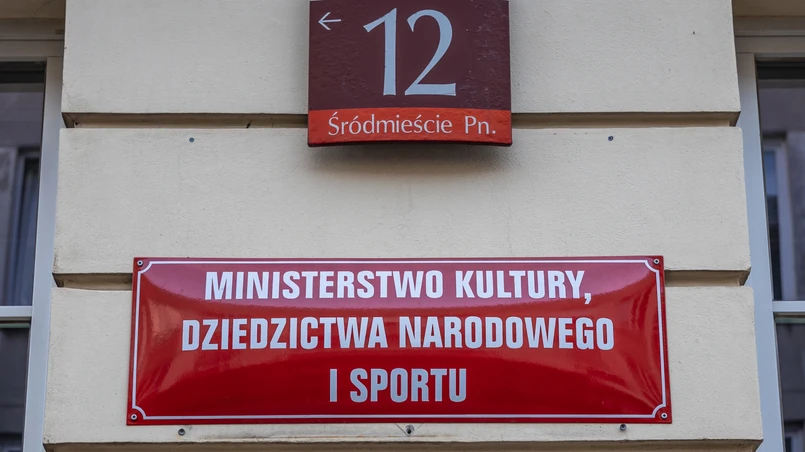 ← 12
Śródmieście Pn.
MINISTERSTWO KULTURY,
DZIEDZICTWA NARODOWEGO
I SPORTU